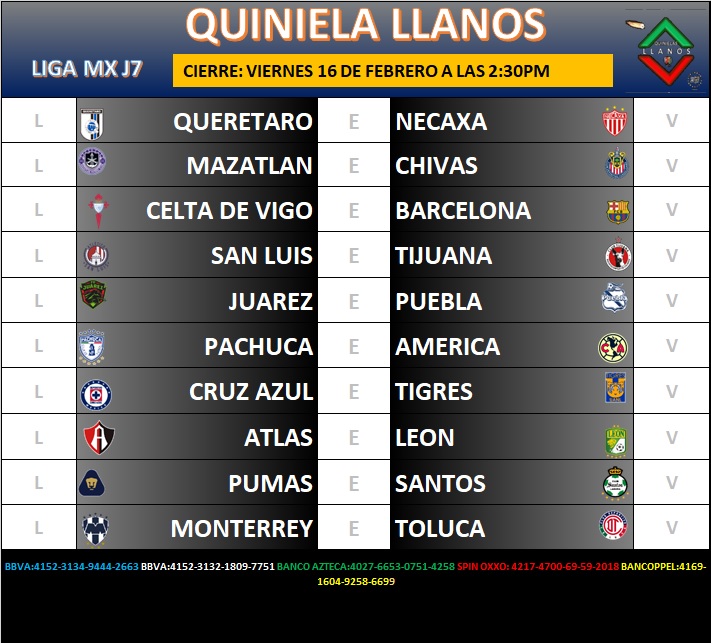 QUINIELA LLANOS
LIGA MX J7
CIERRE: VIERNES 16 DE FEBRERO A LAS 2:30PM
QUINIELAS
LLANOS
L QUERETARO E NECAXA V
L MAZATLAN E CHIVAS V
L CELTA DE VIGO E BARCELONA V
L SAN LUIS E TIJUANA V
L JUAREZ E PUEBLA V
L PACHUCA E AMERICA V
L CRUZ AZUL E TIGRES V
L ATLAS E LEON V
L PUMAS E SANTOS V
L MONTERREY E TOLUCA V
BBVA:4152-3134-9444-2663 BBVA:4152-3132-1809-7751 BANCO AZTECA:4027-6653-0751-4258 SPIN OXXO: 4217-4700-69-59-2018 BANCOPPEL:4169-
1604-9258-6699